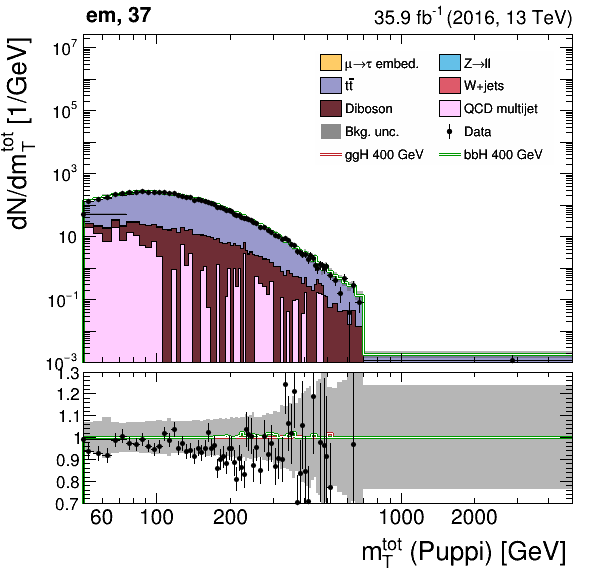 em, 37
35.9 fb⁻¹ (2016, 13 TeV)
dN/dm_T^tot [1/GeV]
μ→τ embed.
Z→ll
tt̄
W+jets
Diboson
QCD multijet
Bkg. unc.
Data
ggH 400 GeV
bbH 400 GeV
10⁷
10⁵
10³
10
10⁻¹
10⁻³
1.3
1.2
1.1
1
0.9
0.8
0.7
60
100
200
1000
2000
m_T^tot (Puppi) [GeV]